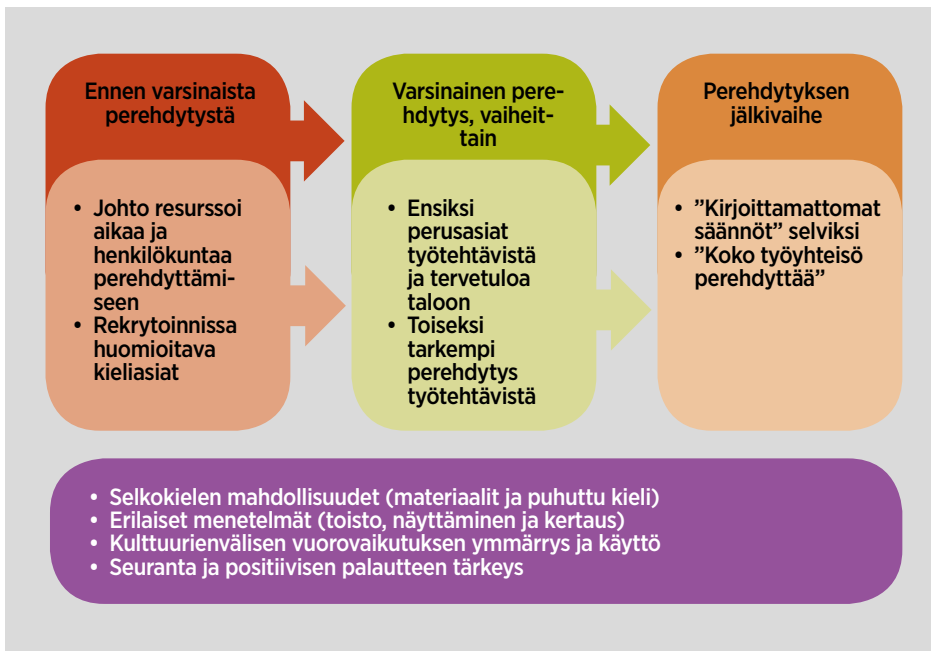 Ennen varsinaista
perehdytystä
• Johto resurssoi
aikaa ja
henkilökuntaa
perehdyttämi-
seen
• Rekrytoinnissa
huomioitava
kieliasiat
Varsinainen pere-
hdytys, vaiheit-
tain
• Ensiksi
perusasiat
työtehtävistä
ja tervetuloa
taloon
• Toiseksi
tarkempi
perehdytys
työtehtävistä
Perehdytyksen
jälkivaihe
• ”Kirjoittamattomat
säännöt” selviksi
• ”Koko työyhteisö
perehdyttää”
• Selkokielen mahdollisuudet (materiaalit ja puhuttu kieli)
• Erilaiset menetelmät (toisto, näyttäminen ja kertaus)
• Kulttuurienvälisen vuorovaikutuksen ymmärrys ja käyttö
• Seuranta ja positiivisen palautteen tärkeys